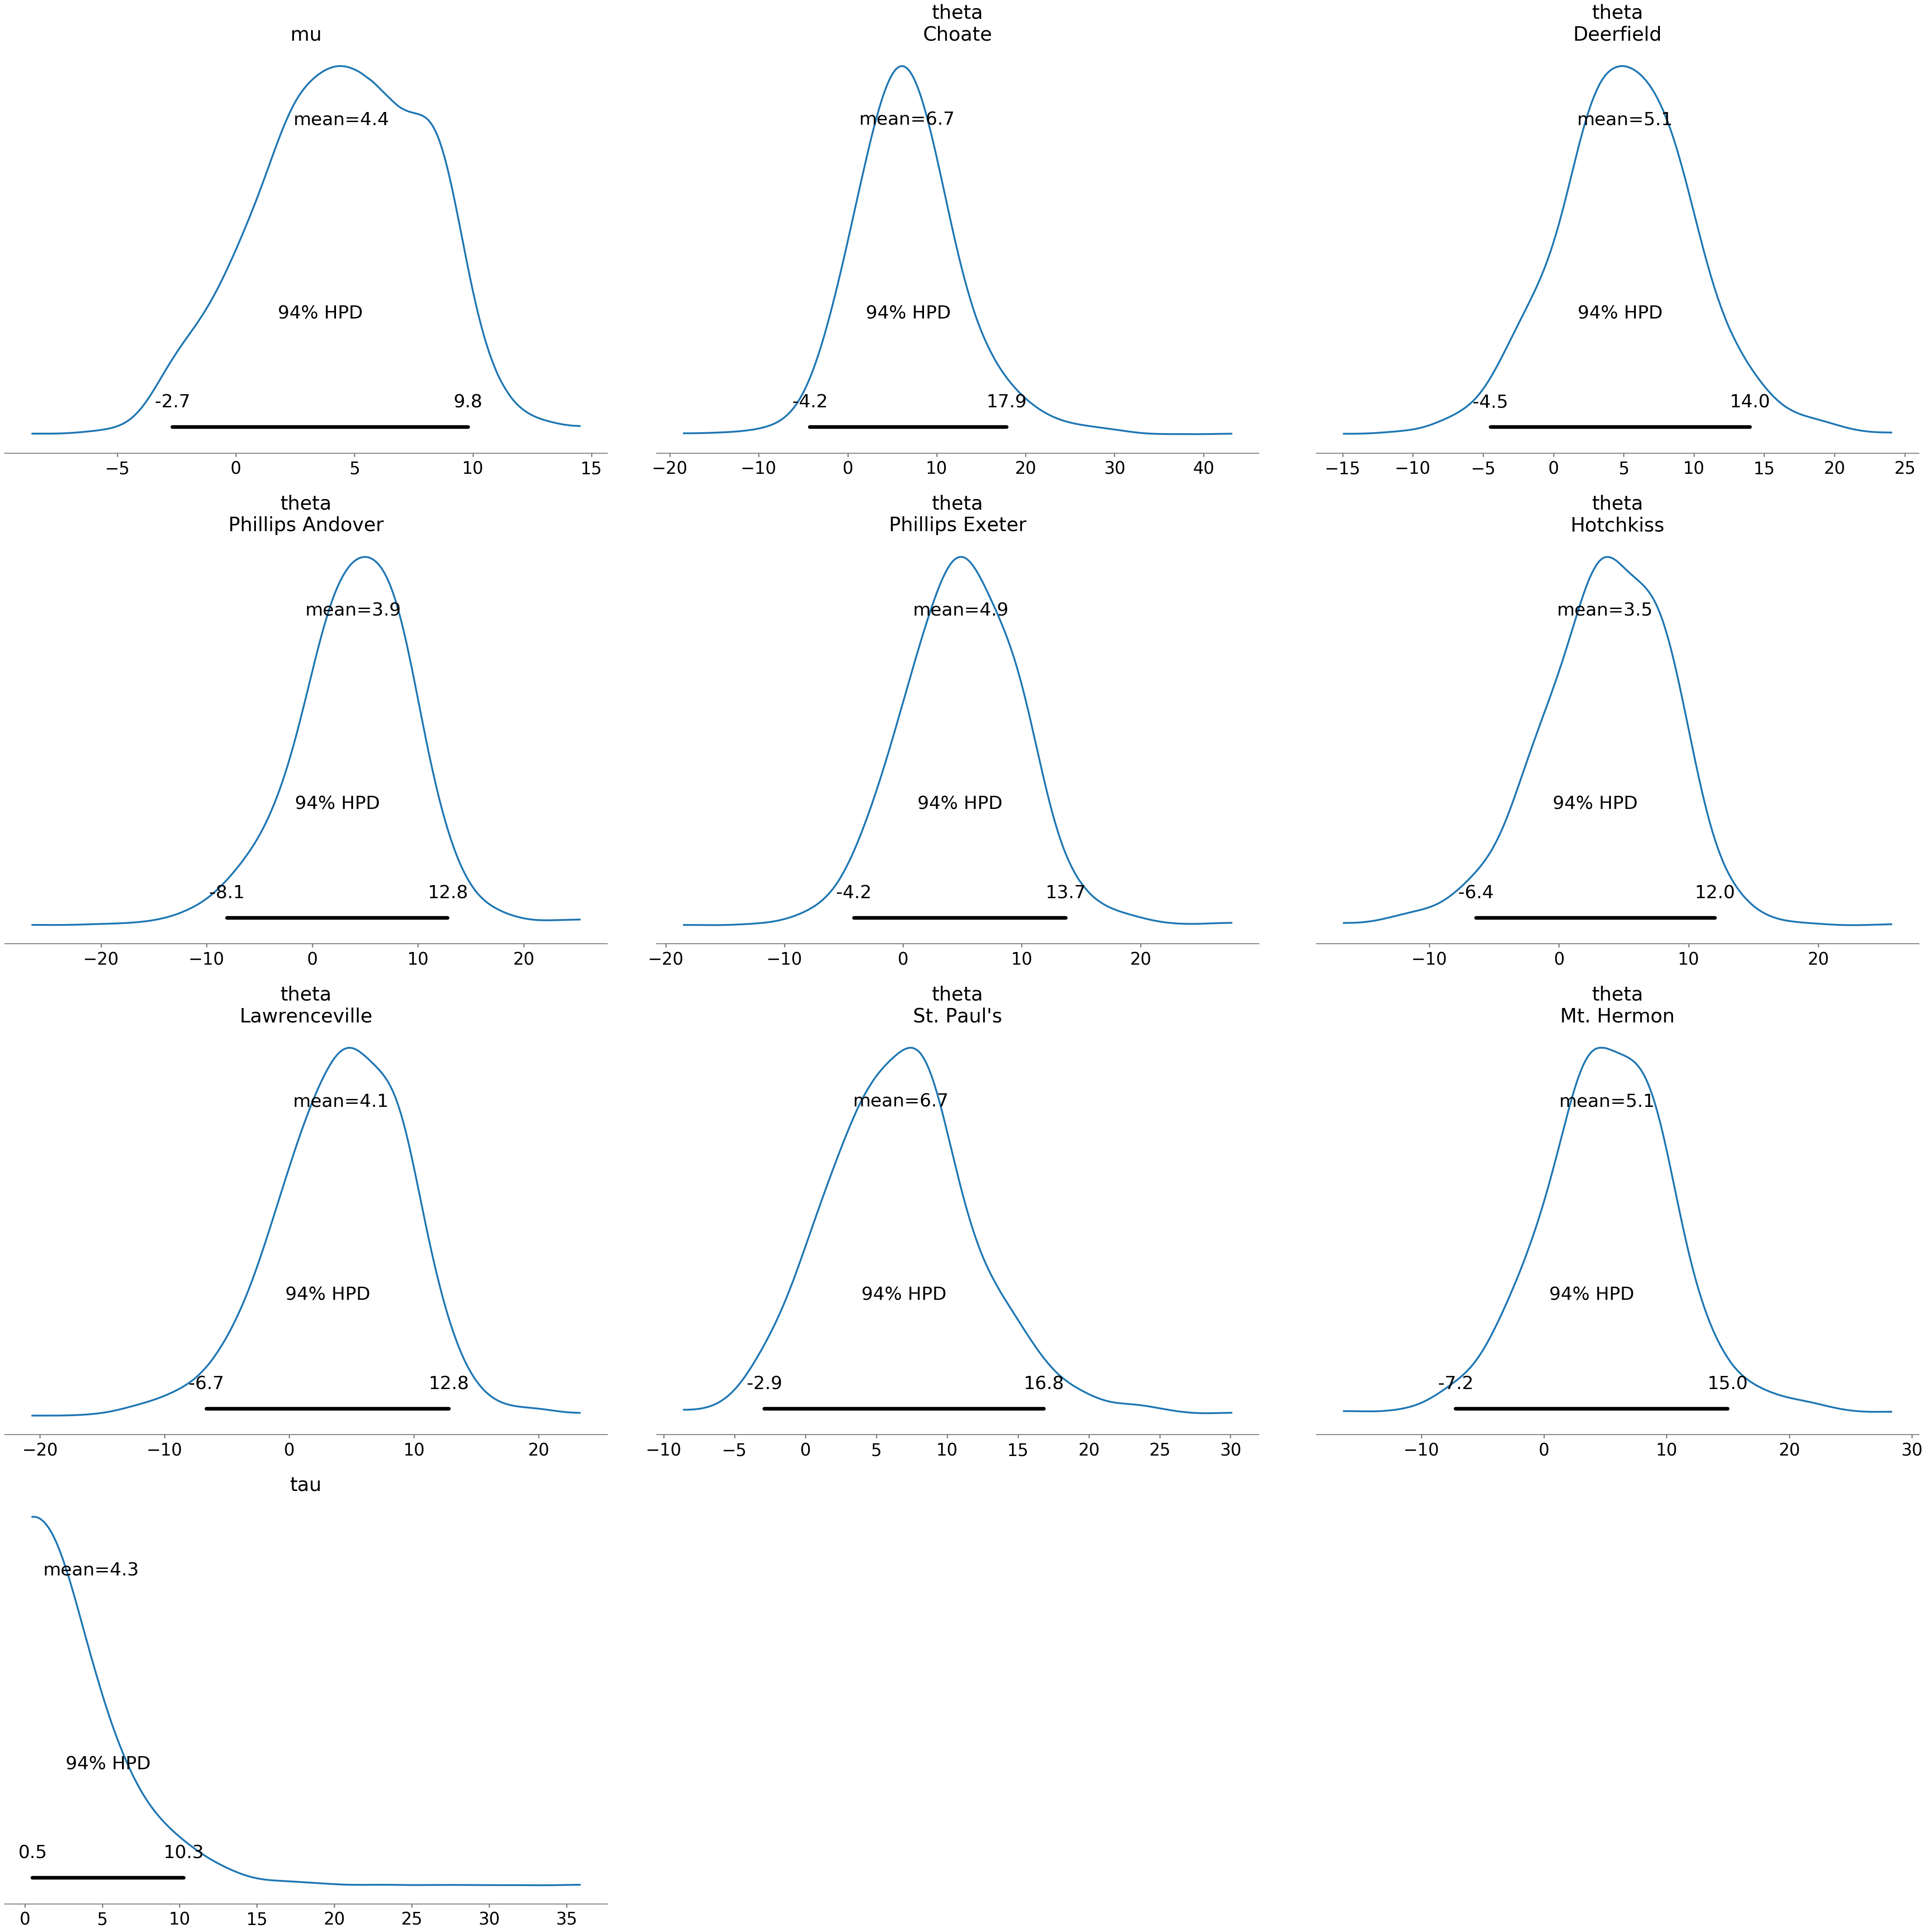 mu
mean=4.4
94% HPD
-2.7 9.8
−5 0 5 10 15
theta
Choate
mean=6.7
94% HPD
-4.2 17.9
−20 −10 0 10 20 30 40
theta
Deerfield
mean=5.1
94% HPD
-4.5 14.0
−15 −10 −5 0 5 10 15 20 25
theta
Phillips Andover
mean=3.9
94% HPD
-8.1 12.8
−20 −10 0 10 20
theta
Phillips Exeter
mean=4.9
94% HPD
-4.2 13.7
−20 −10 0 10 20
theta
Hotchkiss
mean=3.5
94% HPD
-6.4 12.0
−10 0 10 20
theta
Lawrenceville
mean=4.1
94% HPD
-6.7 12.8
−20 −10 0 10 20
theta
St. Paul's
mean=6.7
94% HPD
-2.9 16.8
−10 −5 0 5 10 15 20 25 30
theta
Mt. Hermon
mean=5.1
94% HPD
-7.2 15.0
−10 0 10 20 30
tau
mean=4.3
94% HPD
0.5 10.3
0 5 10 15 20 25 30 35